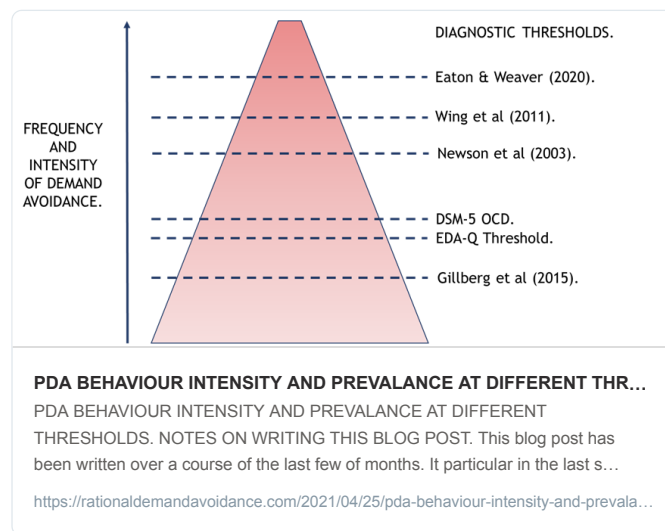 DIAGNOSTIC THRESHOLDS.
Eaton & Weaver (2020).
Wing et al (2011).
FREQUENCY
AND
INTENSITY
OF DEMAND
AVOIDANCE.
Newson et al (2003).
DSM-5 OCD.
EDA-Q Threshold.
Gillberg et al (2015).
PDA BEHAVIOUR INTENSITY AND PREVALANCE AT DIFFERENT THR...
PDA BEHAVIOUR INTENSITY AND PREVALANCE AT DIFFERENT
THRESHOLDS. NOTES ON WRITING THIS BLOG POST. This blog post has
been written over a course of the last few of months. It particular in the last s...
https://rationaldemandavoidance.com/2021/04/25/pda-behaviour-intensity-and-prevala...